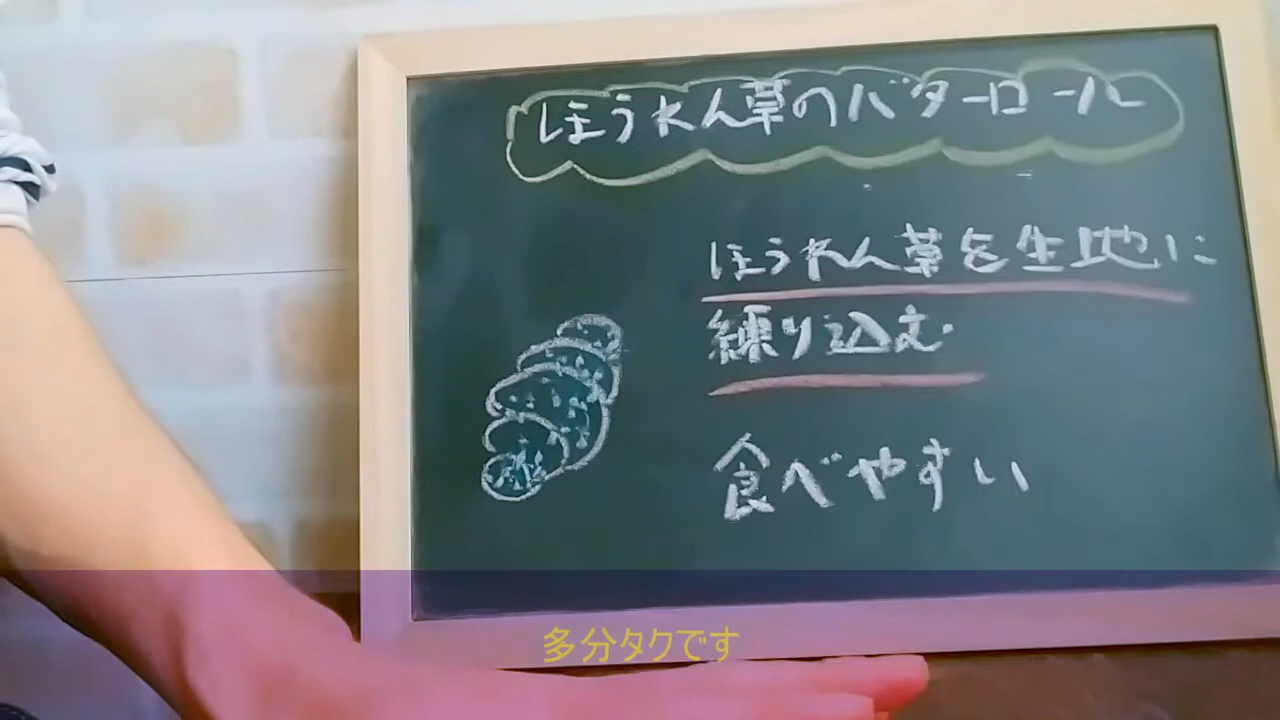 ほうれん草のバターロール
ほうれん草を生地に
練り込む
食べやすい
多分タクです